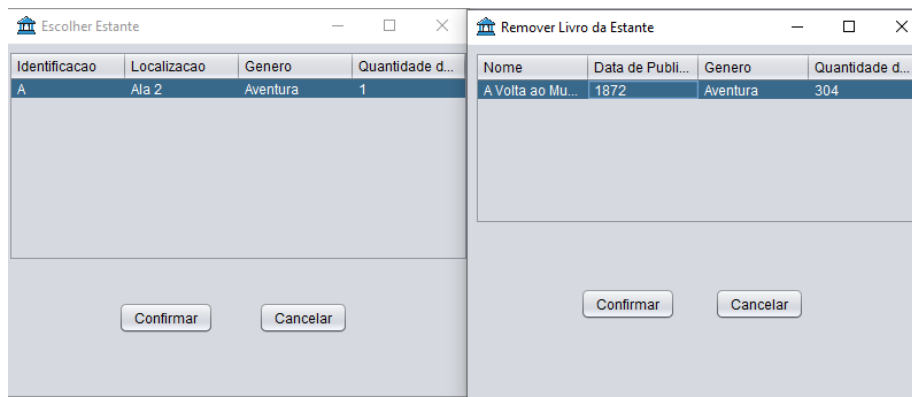 Escolher Estante
Identificacao Localizacao Genero Quantidade d...
A Ala 2 Aventura 1
Confirmar Cancelar
Remover Livro da Estante
Nome Data de Publi... Genero Quantidade d...
A Volta ao Mu... 1872 Aventura 304
Confirmar Cancelar